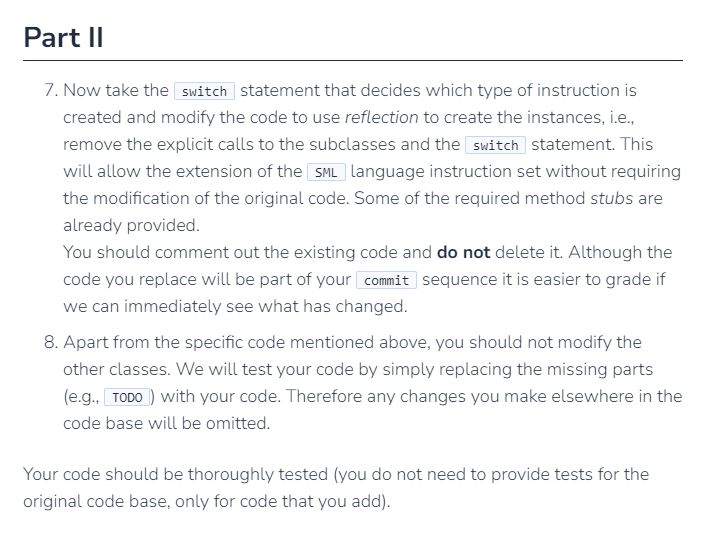 Part II
7. Now take the switch statement that decides which type of instruction is
created and modify the code to use reflection to create the instances, i.e.,
remove the explicit calls to the subclasses and the switch statement. This
will allow the extension of the SML language instruction set without requiring
the modification of the original code. Some of the required method stubs are
already provided.
You should comment out the existing code and do not delete it. Although the
code you replace will be part of your commit sequence it is easier to grade if
we can immediately see what has changed.
8. Apart from the specific code mentioned above, you should not modify the
other classes. We will test your code by simply replacing the missing parts
(e.g., TODO) with your code. Therefore any changes you make elsewhere in the
code base will be omitted.
Your code should be thoroughly tested (you do not need to provide tests for the
original code base, only for code that you add).